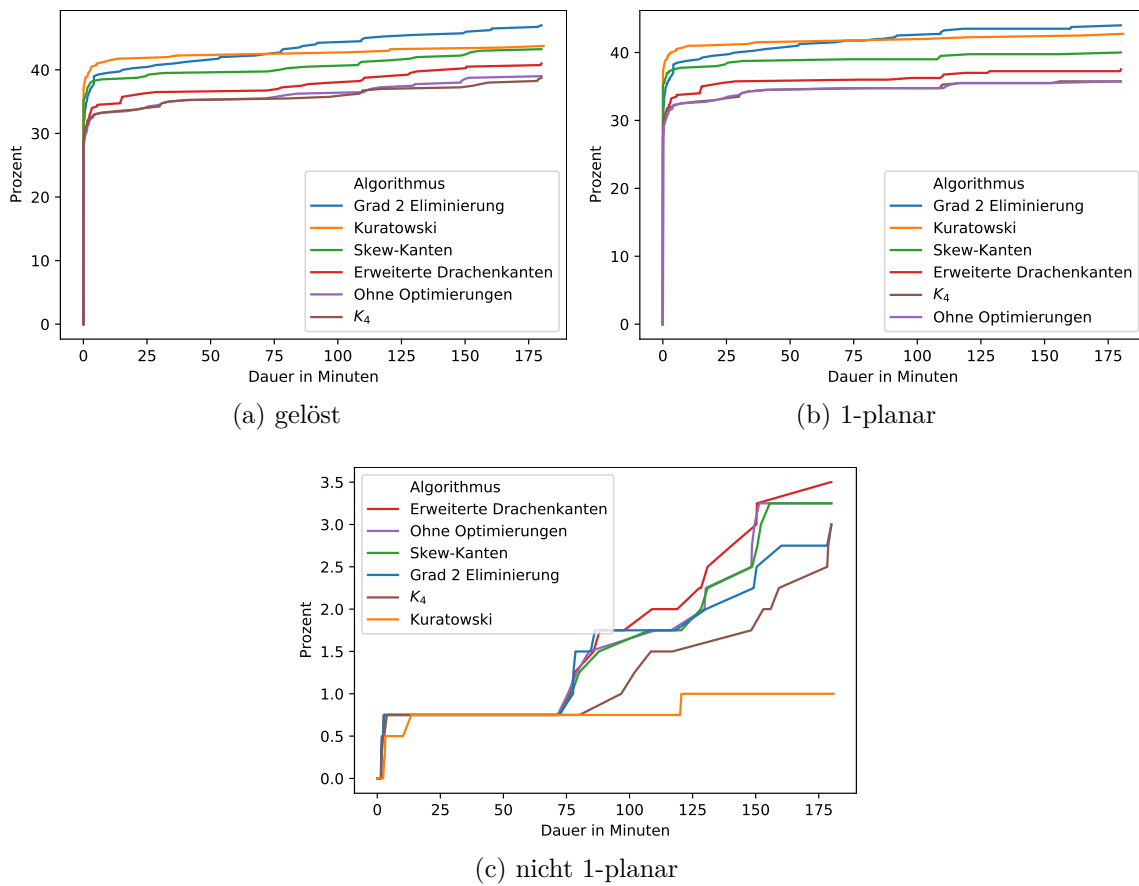 40
30
20
10
0
Prozent
Algorithmus
Grad 2 Eliminierung
Kuratowski
Skew-Kanten
Erweiterte Drachenkanten
Ohne Optimierungen
K₄
0 25 50 75 100 125 150 175
Dauer in Minuten
(a) gelöst
40
30
20
10
0
Prozent
Algorithmus
Grad 2 Eliminierung
Kuratowski
Skew-Kanten
Erweiterte Drachenkanten
K₄
Ohne Optimierungen
0 25 50 75 100 125 150 175
Dauer in Minuten
(b) 1-planar
3.5
3.0
2.5
2.0
1.5
1.0
0.5
0.0
Prozent
Algorithmus
Erweiterte Drachenkanten
Ohne Optimierungen
Skew-Kanten
Grad 2 Eliminierung
K₄
Kuratowski
0 25 50 75 100 125 150 175
Dauer in Minuten
(c) nicht 1-planar